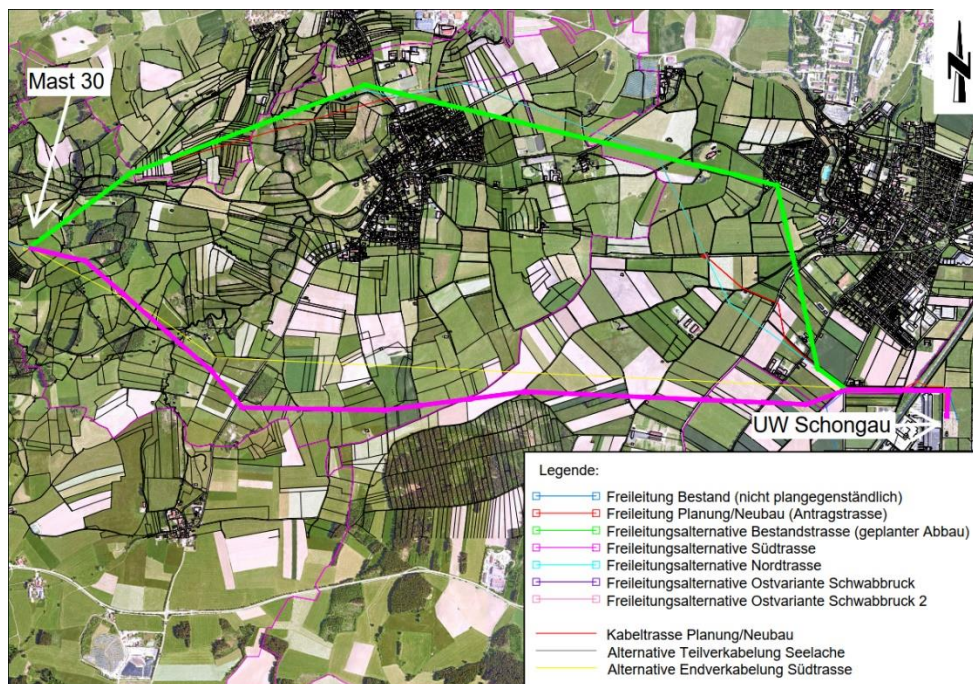 Mast 30
UW Schongau
Legende:
Freileitung Bestand (nicht plangegenständlich)
Freileitung Planung/Neubau (Antragstrasse)
Freileitungsalternative Bestandstrasse (geplanter Abbau)
Freileitungsalternative Südtrasse
Freileitungsalternative Nordtrasse
Freileitungsalternative Ostvariante Schwabbruck
Freileitungsalternative Ostvariante Schwabbruck 2
Kabeltrasse Planung/Neubau
Alternative Teilverkabelung Seelache
Alternative Endverkabelung Südtrasse